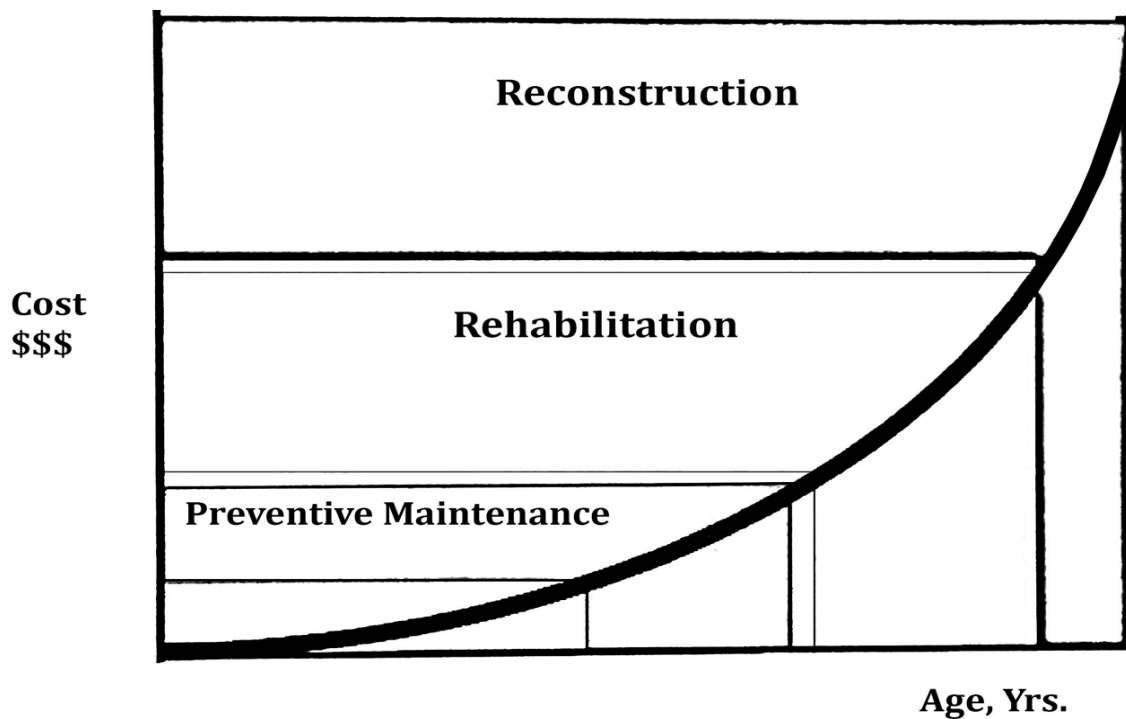 Reconstruction
Cost
$$$
Rehabilitation
Preventive Maintenance
Age, Yrs.